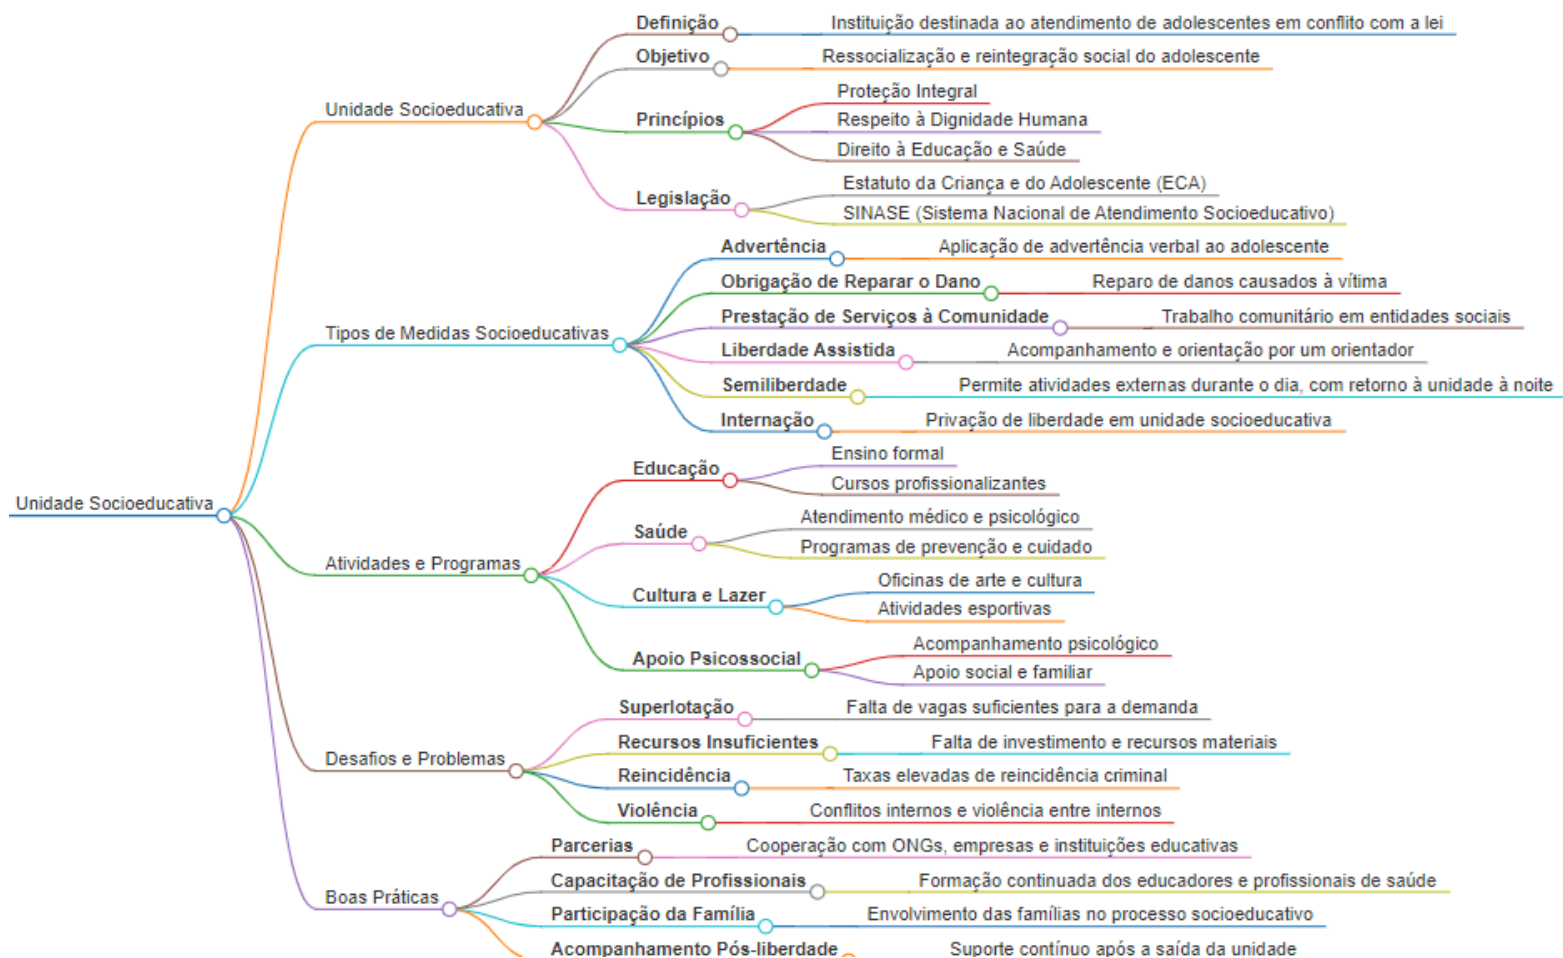 Unidade Socioeducativa
Unidade Socioeducativa
Definição
Instituição destinada ao atendimento de adolescentes em conflito com a lei
Objetivo
Ressocialização e reintegração social do adolescente
Princípios
Proteção Integral
Respeito à Dignidade Humana
Direito à Educação e Saúde
Legislação
Estatuto da Criança e do Adolescente (ECA)
SINASE (Sistema Nacional de Atendimento Socioeducativo)
Tipos de Medidas Socioeducativas
Advertência
Aplicação de advertência verbal ao adolescente
Obrigação de Reparar o Dano
Reparo de danos causados à vítima
Prestação de Serviços à Comunidade
Trabalho comunitário em entidades sociais
Liberdade Assistida
Acompanhamento e orientação por um orientador
Semiliberdade
Permite atividades externas durante o dia, com retorno à unidade à noite
Internação
Privação de liberdade em unidade socioeducativa
Atividades e Programas
Educação
Ensino formal
Cursos profissionalizantes
Saúde
Atendimento médico e psicológico
Programas de prevenção e cuidado
Cultura e Lazer
Oficinas de arte e cultura
Atividades esportivas
Apoio Psicossocial
Acompanhamento psicológico
Apoio social e familiar
Desafios e Problemas
Superlotação
Falta de vagas suficientes para a demanda
Recursos Insuficientes
Falta de investimento e recursos materiais
Reincidência
Taxas elevadas de reincidência criminal
Violência
Conflitos internos e violência entre internos
Boas Práticas
Parcerias
Cooperação com ONGs, empresas e instituições educativas
Capacitação de Profissionais
Formação continuada dos educadores e profissionais de saúde
Participação da Família
Envolvimento das famílias no processo socioeducativo
Acompanhamento Pós-liberdade
Suporte contínuo após a saída da unidade